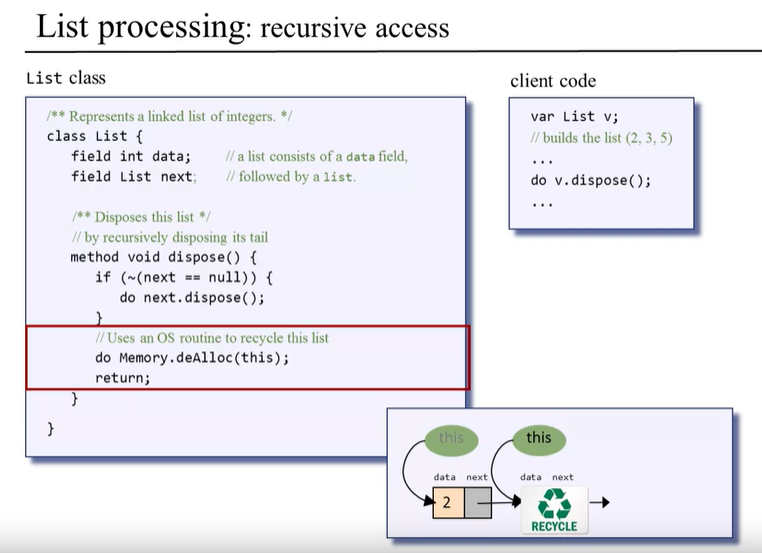 List processing: recursive access
List class
/** Represents a linked list of integers. */
class List {
field int data; // a list consists of a data field,
field List next; // followed by a list.
/** Disposes this list */
// by recursively disposing its tail
method void dispose() {
if (~(next == null)) {
do next.dispose();
}
// Uses an OS routine to recycle this list
do Memory.deAlloc(this);
return;
}
}
client code
var List v;
// builds the list (2, 3, 5)
...
do v.dispose();
...
this this
data next data next
2
RECYCLE